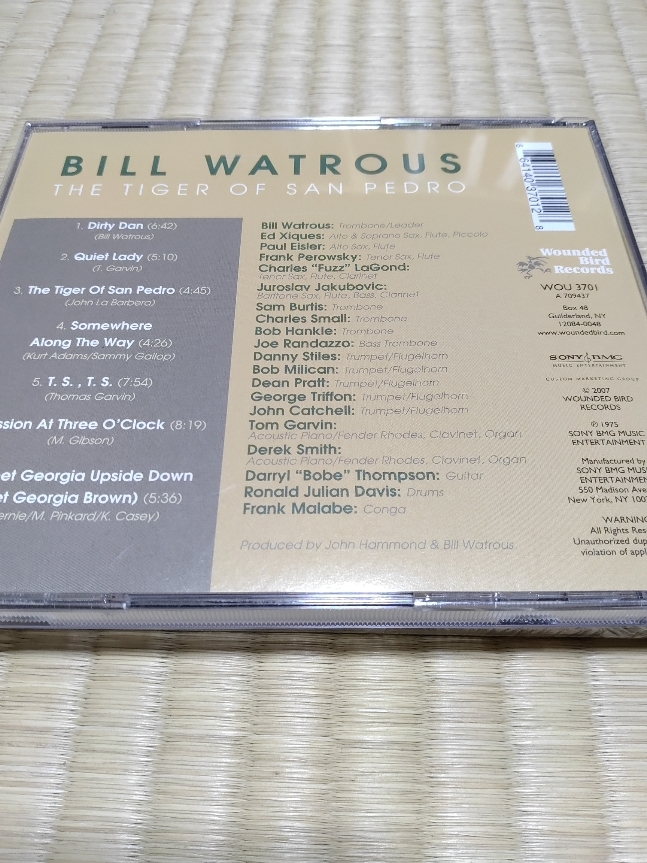 BILL WATROUS
THE TIGER OF SAN PEDRO
1. Dirty Dan (6:42)
(Bill Watrous)
2. Quiet Lady (5:10)
(T. Garvin)
3. The Tiger Of San Pedro (4:45)
(John La Barbera)
4. Somewhere
Along The Way (4:26)
(Kurt Adams/Sammy Gallop)
5. T. S. , T. S. (7:54)
(Thomas Garvin)
ssion At Three O'Clock (8:19)
(M. Gibson)
et Georgia Upside Down
et Georgia Brown) (5:36)
ernie/M. Pinkard/K. Casey)
Bill Watrous: Trombone/Leader
Ed Xiques: Alto & Soprano Sax, Flute, Piccolo
Paul Eisler: Alto Sax, Flute
Frank Perowsky: Tenor Sax, Flute
Charles "Fuzz" LaGond:
Tenor Sax, Flute, Clarinet
Juroslav Jakubovic:
Baritone Sax, Flute, Bass, Clarinet
Sam Burtis: Trombone
Charles Small: Trombone
Bob Hankle: Trombone
Joe Randazzo: Bass Trombone
Danny Stiles: Trumpet/Flugelhorn
Bob Milican: Trumpet/Flugelhorn
Dean Pratt: Trumpet/Flugelhorn
George Triffon: Trumpet/Flugelhorn
John Catchell: Trumpet/Flugelhorn
Tom Garvin:
Acoustic Piano/Fender Rhodes, Clavinet, Organ
Derek Smith:
Acoustic Piano/Fender Rhodes, Clavinet, Organ
Darryl "Bobe" Thompson: Guitar
Ronald Julian Davis: Drums
Frank Malabe: Conga
Produced by John Hammond & Bill Watrous
6 64140 37012 8
Wounded
Bird
Records
WOU 3701
A 709437
Box 48
Guilderland, NY
12084-0048
www.woundedbird.com
SONY BMG
MUSIC ENTERTAINMENT
CUSTOM MARKETING GROUP
© 2007
WOUNDED BIRD
RECORDS
℗ 1975
SONY BMG MUSIC
ENTERTAINMENT
Manufactured by
SONY BMG MUS
ENTERTAINMEN
550 Madison Ave
New York, NY 100
WARNIN
All Rights Res
Unauthorized dup
violation of appl